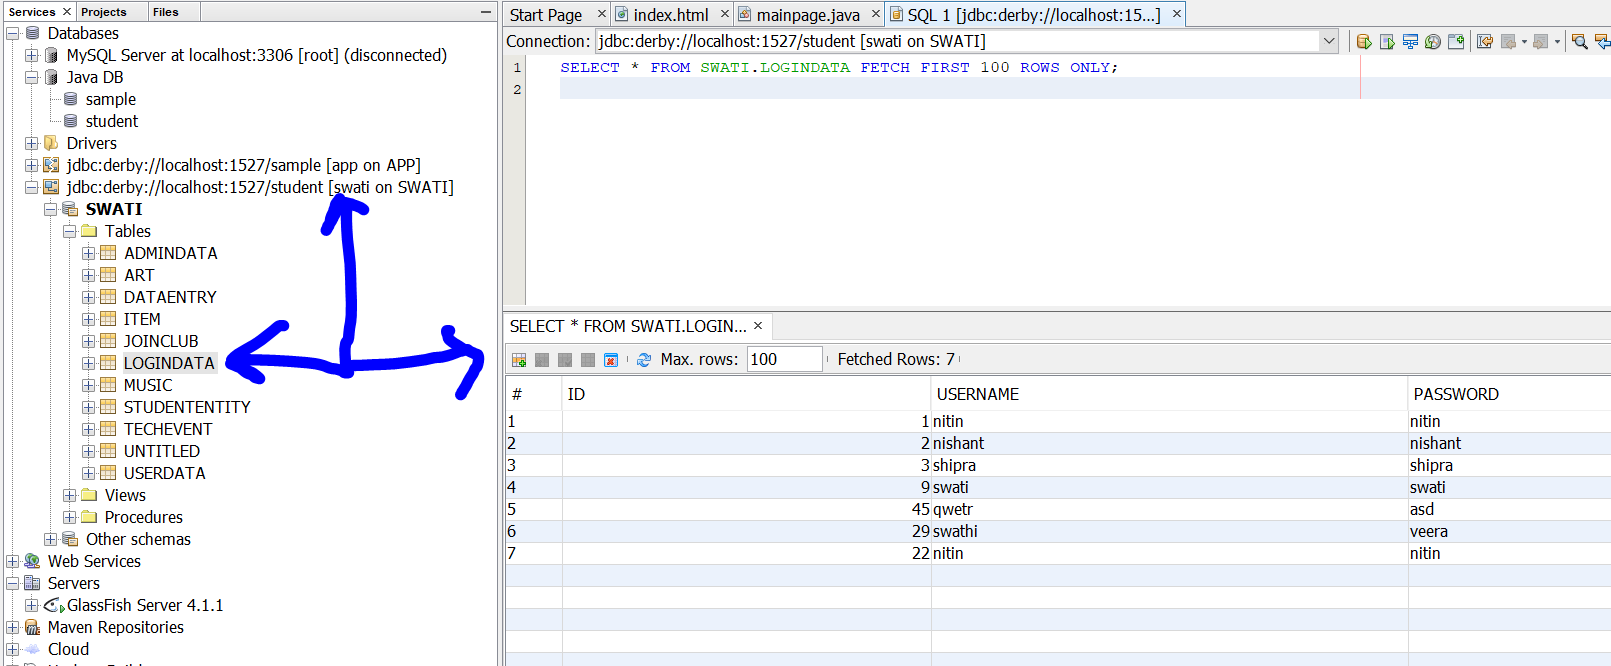 Services × Projects Files
Databases
MySQL Server at localhost:3306 [root] (disconnected)
Java DB
sample
student
Drivers
jdbc:derby://localhost:1527/sample [app on APP]
jdbc:derby://localhost:1527/student [swati on SWATI]
SWATI
Tables
ADMINDATA
ART
DATAENTRY
ITEM
JOINCLUB
LOGINDATA
MUSIC
STUDENTENTITY
TECHEVENT
UNTITLED
USERDATA
Views
Procedures
Other schemas
Web Services
Servers
GlassFish Server 4.1.1
Maven Repositories
Cloud
Start Page × index.html × mainpage.java × SQL 1 [jdbc:derby://localhost:15...] ×
Connection: jdbc:derby://localhost:1527/student [swati on SWATI]
1 SELECT * FROM SWATI.LOGINDATA FETCH FIRST 100 ROWS ONLY;
2
SELECT * FROM SWATI.LOGIN... ×
Max. rows: 100 Fetched Rows: 7
# ID USERNAME PASSWORD
1 1 nitin nitin
2 2 nishant nishant
3 3 shipra shipra
4 9 swati swati
5 45 qwetr asd
6 29 swathi veera
7 22 nitin nitin